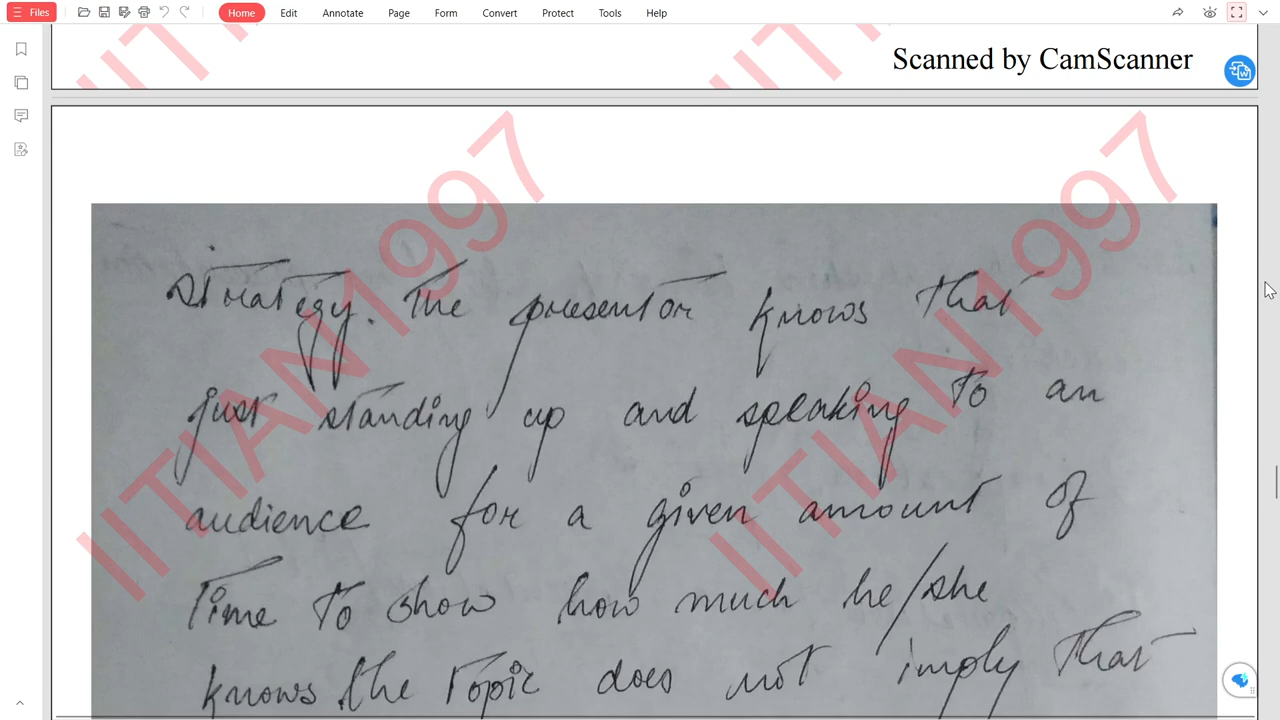 Files
Home Edit Annotate Page Form Convert Protect Tools Help
Scanned by CamScanner
IITIAN1997
IITIAN1997
strategy. The presentor knows that
just standing up and speaking to an
audience for a given amount of
Time to show how much he/she
knows the Topic does not imply that